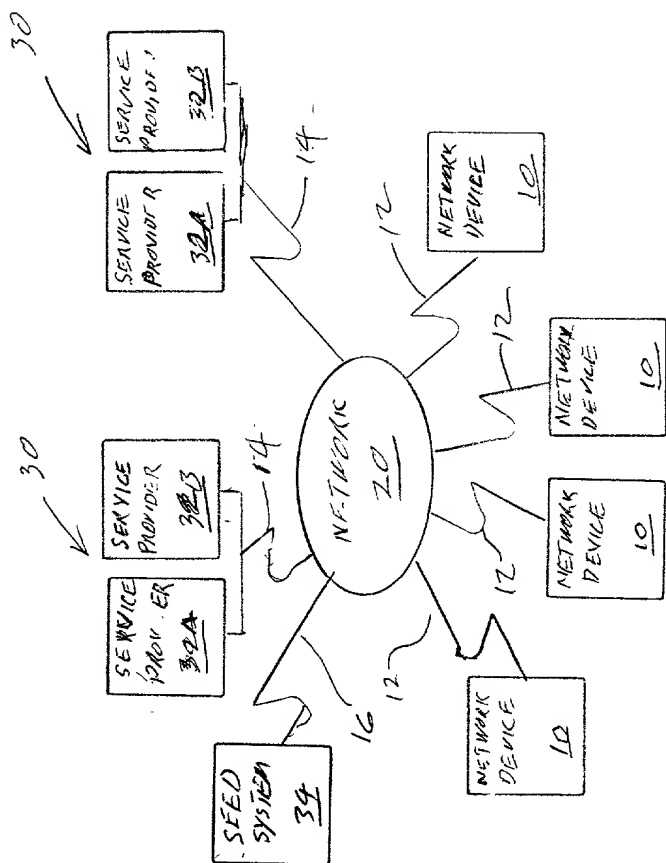 30
30
SERVICE
PROVIDER
32A
SERVICE
PROVIDER
32B
SERVICE
PROVIDER
32A
SERVICE
PROVIDER
32B
SEED
SYSTEM
34
14
14
16
NETWORK
20
12
12
12
12
NETWORK
DEVICE
10
NETWORK
DEVICE
10
NETWORK
DEVICE
10
NETWORK
DEVICE
10